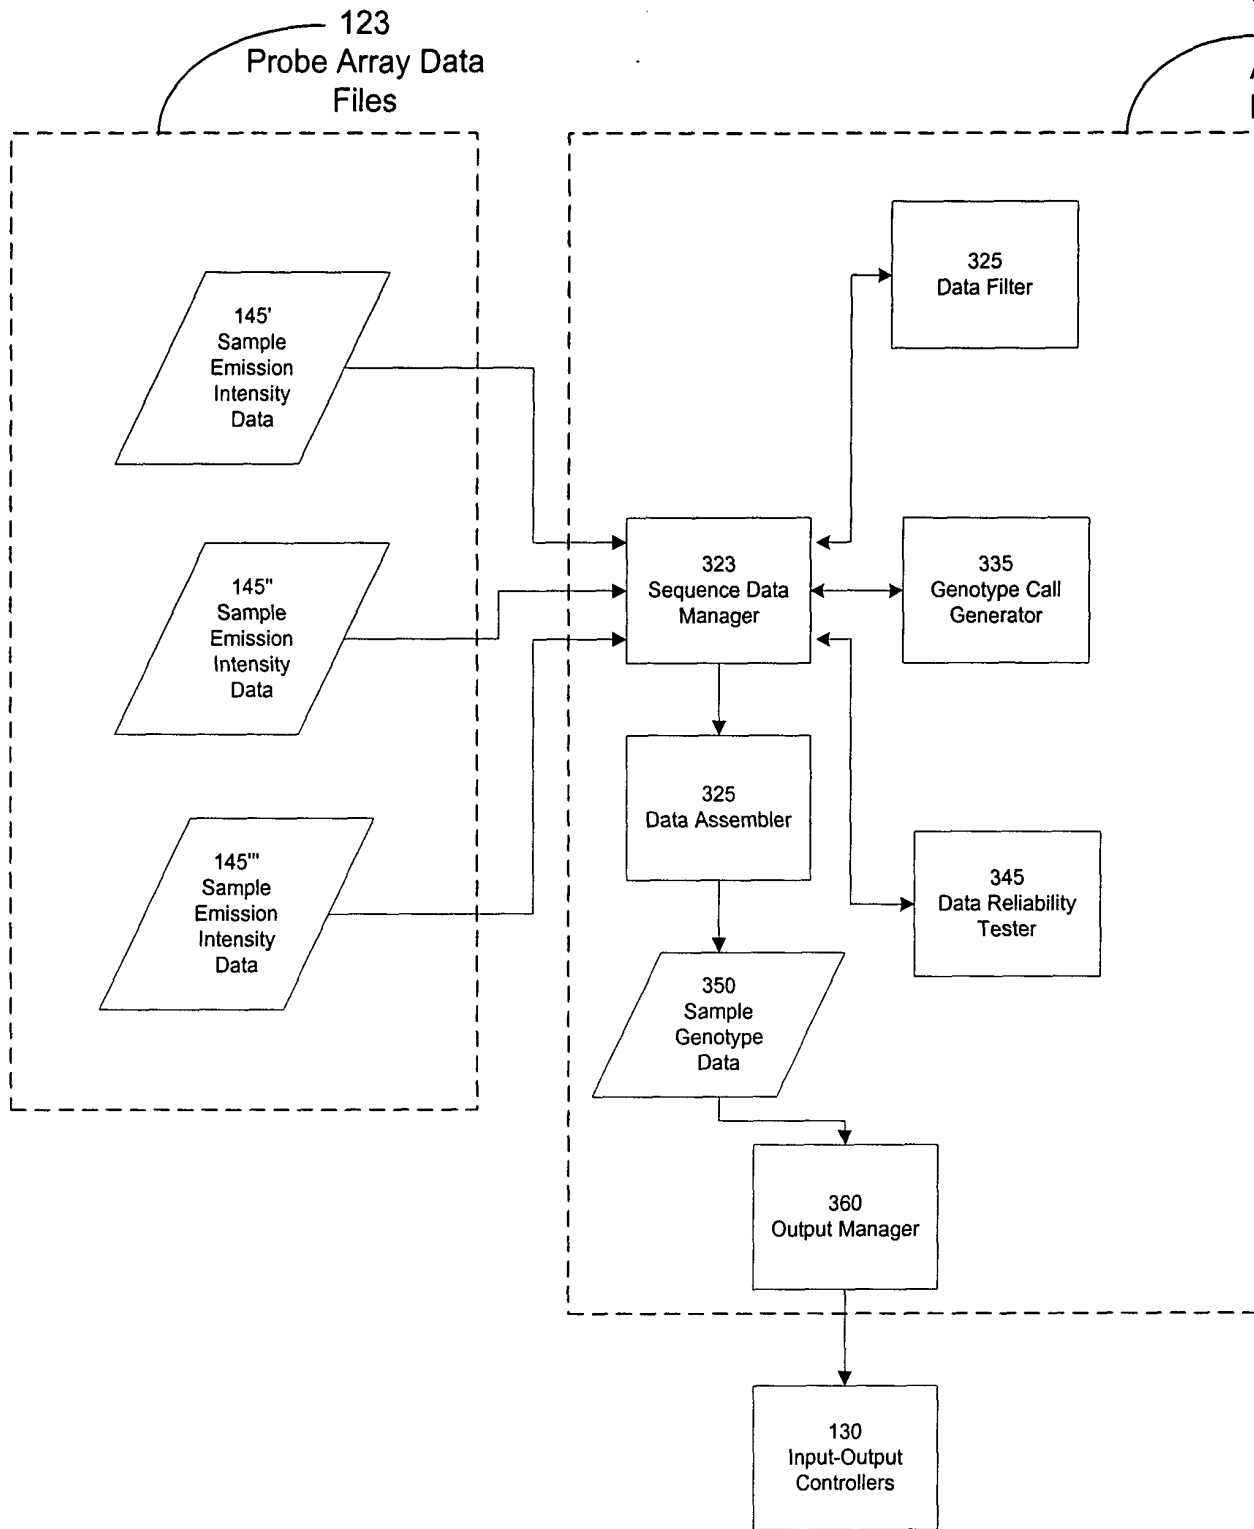 123
Probe Array Data
Files
145'
Sample
Emission
Intensity
Data
145"
Sample
Emission
Intensity
Data
145'"
Sample
Emission
Intensity
Data
325
Data Filter
323
Sequence Data
Manager
335
Genotype Call
Generator
325
Data Assembler
345
Data Reliability
Tester
350
Sample
Genotype
Data
360
Output Manager
130
Input-Output
Controllers